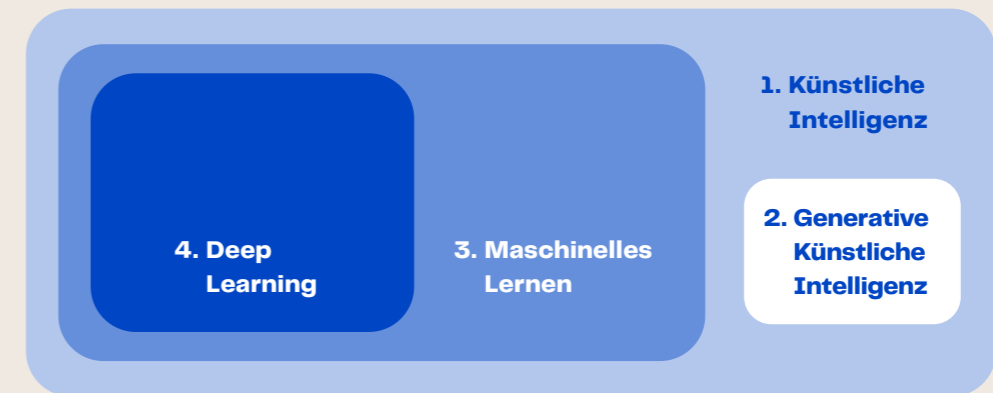 1. Künstliche
Intelligenz
2. Generative
Künstliche
Intelligenz
3. Maschinelles
Lernen
4. Deep
Learning